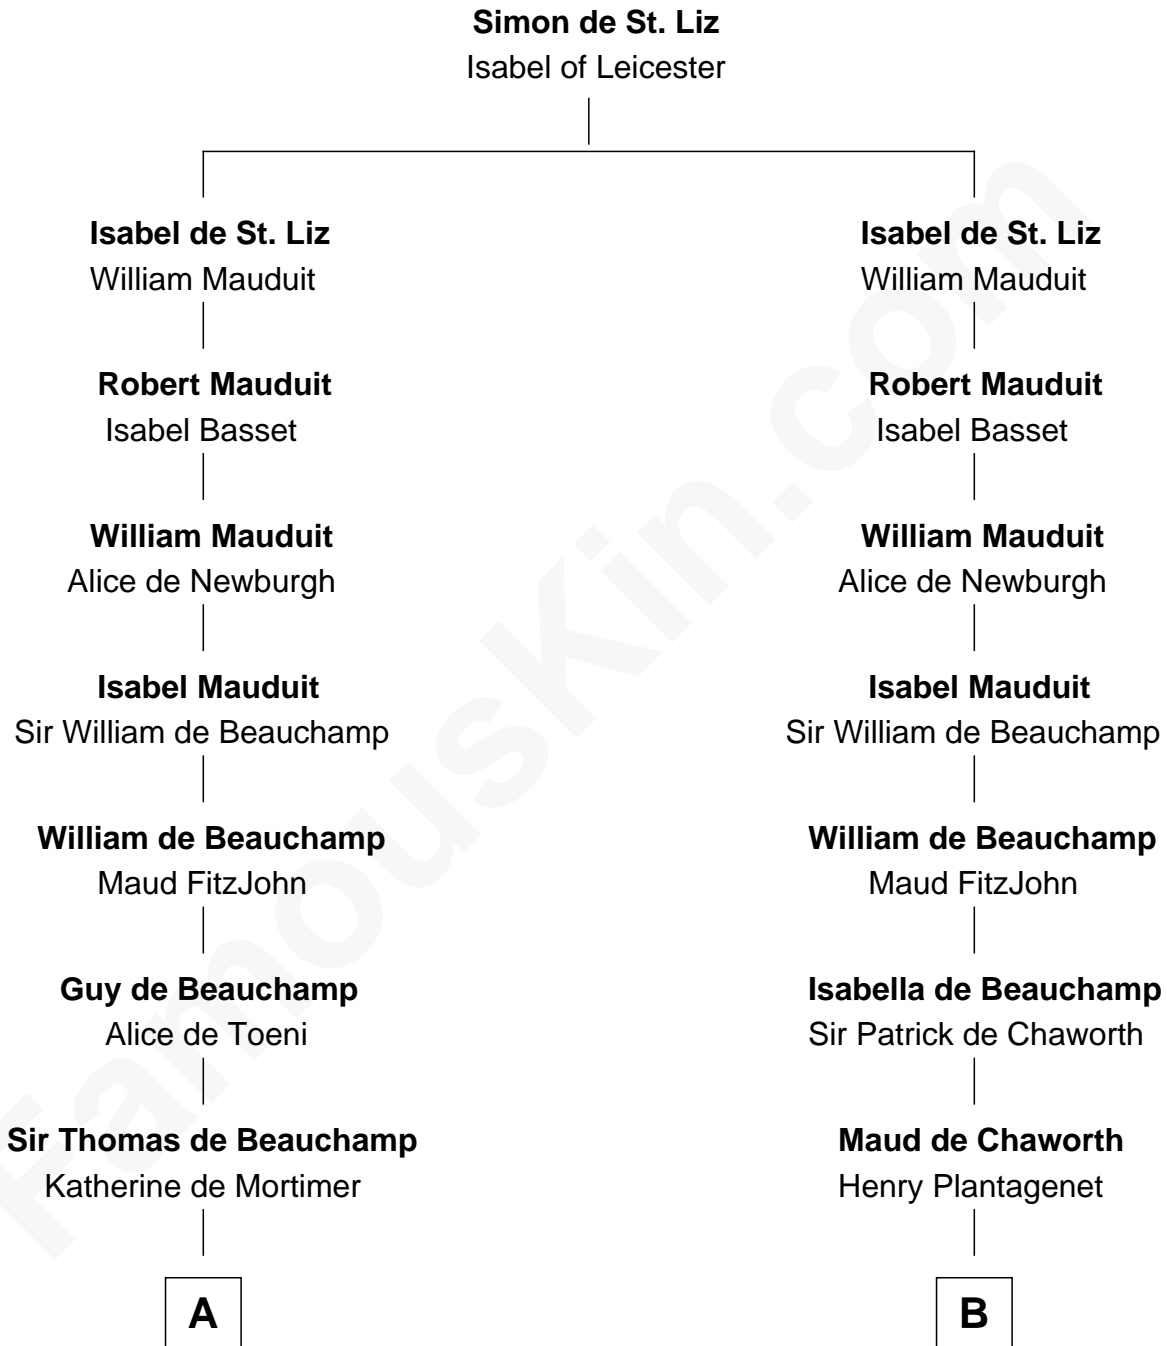 Simon de St. Liz
Isabel of Leicester
Isabel de St. Liz
William Mauduit
Isabel de St. Liz
William Mauduit
Robert Mauduit
Isabel Basset
Robert Mauduit
Isabel Basset
William Mauduit
Alice de Newburgh
William Mauduit
Alice de Newburgh
Isabel Mauduit
Sir William de Beauchamp
Isabel Mauduit
Sir William de Beauchamp
William de Beauchamp
Maud FitzJohn
William de Beauchamp
Maud FitzJohn
Guy de Beauchamp
Alice de Toeni
Isabella de Beauchamp
Sir Patrick de Chaworth
Sir Thomas de Beauchamp
Katherine de Mortimer
Maud de Chaworth
Henry Plantagenet
A
B
FamousKin.com